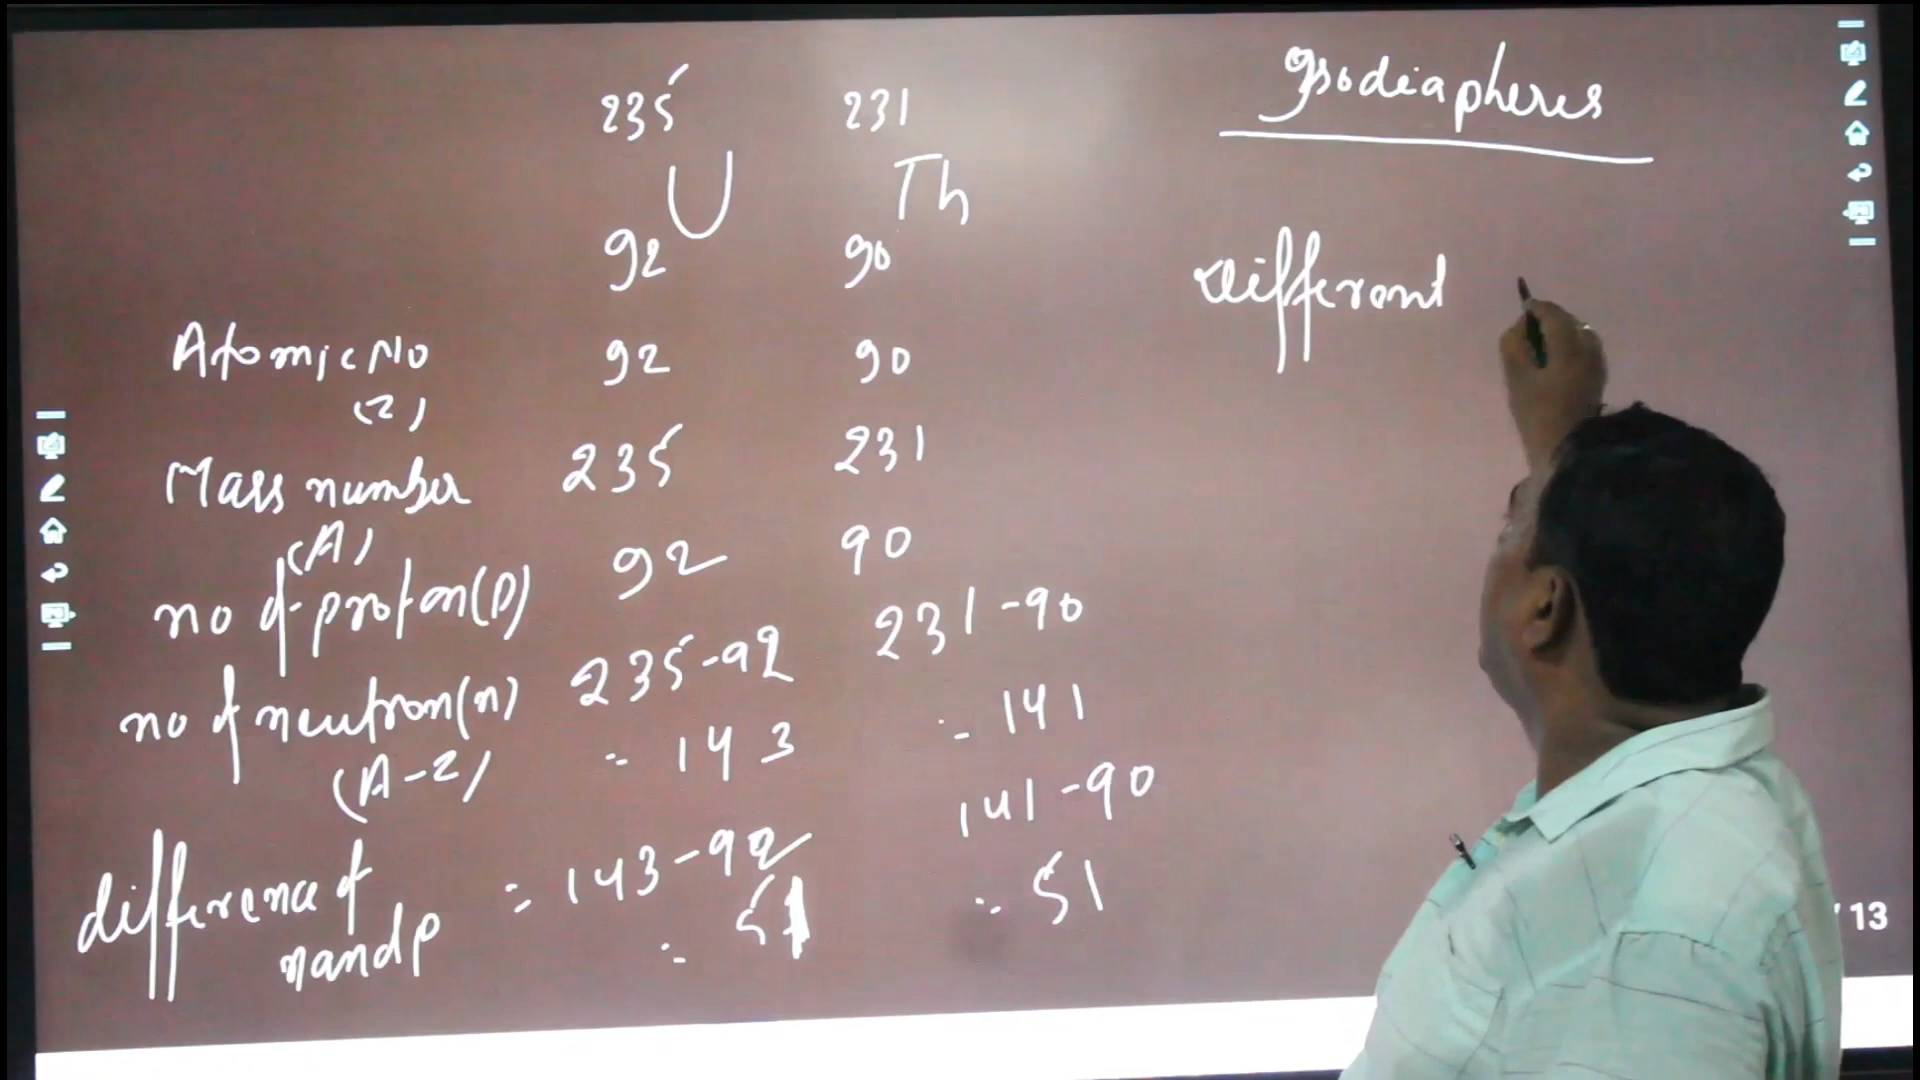 Isodiapheres
Different
235 231
U Th
92 90
Atomic No 92 90
(Z)
Mass number 235 231
(A)
no of proton(p) 92 90
no of neutron(n) 235-92 231-90
(A-Z) = 143 = 141
difference of = 143-92 141-90
n and p = 51 = 51
/ 13